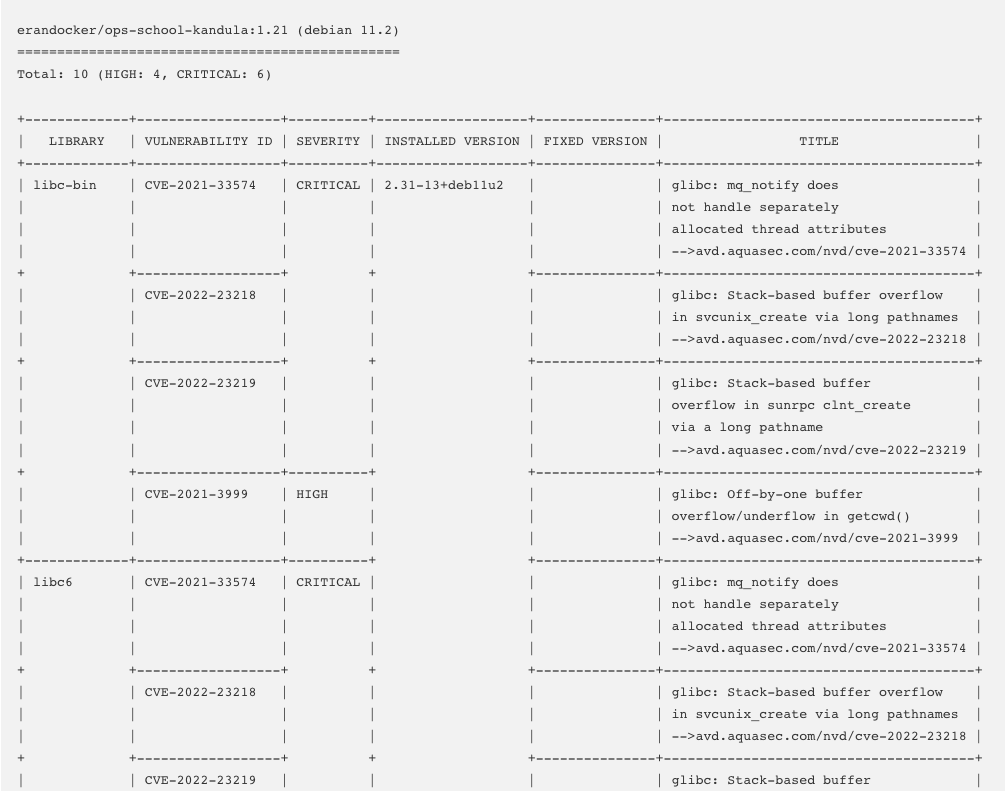 erandocker/ops-school-kandula:1.21 (debian 11.2)
================================================
Total: 10 (HIGH: 4, CRITICAL: 6)

+-------------+------------------+----------+-------------------+---------------+---------------------------------------+
|   LIBRARY   | VULNERABILITY ID | SEVERITY | INSTALLED VERSION | FIXED VERSION |                 TITLE                 |
+-------------+------------------+----------+-------------------+---------------+---------------------------------------+
| libc-bin    | CVE-2021-33574   | CRITICAL | 2.31-13+deb11u2   |               | glibc: mq_notify does                 |
|             |                  |          |                   |               | not handle separately                 |
|             |                  |          |                   |               | allocated thread attributes           |
|             |                  |          |                   |               | -->avd.aquasec.com/nvd/cve-2021-33574 |
+             +------------------+          +                   +---------------+---------------------------------------+
|             | CVE-2022-23218   |          |                   |               | glibc: Stack-based buffer overflow    |
|             |                  |          |                   |               | in svcunix_create via long pathnames  |
|             |                  |          |                   |               | -->avd.aquasec.com/nvd/cve-2022-23218 |
+             +------------------+          +                   +---------------+---------------------------------------+
|             | CVE-2022-23219   |          |                   |               | glibc: Stack-based buffer             |
|             |                  |          |                   |               | overflow in sunrpc clnt_create        |
|             |                  |          |                   |               | via a long pathname                   |
|             |                  |          |                   |               | -->avd.aquasec.com/nvd/cve-2022-23219 |
+             +------------------+----------+                   +---------------+---------------------------------------+
|             | CVE-2021-3999    | HIGH     |                   |               | glibc: Off-by-one buffer              |
|             |                  |          |                   |               | overflow/underflow in getcwd()        |
|             |                  |          |                   |               | -->avd.aquasec.com/nvd/cve-2021-3999  |
+-------------+------------------+----------+                   +---------------+---------------------------------------+
| libc6       | CVE-2021-33574   | CRITICAL |                   |               | glibc: mq_notify does                 |
|             |                  |          |                   |               | not handle separately                 |
|             |                  |          |                   |               | allocated thread attributes           |
|             |                  |          |                   |               | -->avd.aquasec.com/nvd/cve-2021-33574 |
+             +------------------+          +                   +---------------+---------------------------------------+
|             | CVE-2022-23218   |          |                   |               | glibc: Stack-based buffer overflow    |
|             |                  |          |                   |               | in svcunix_create via long pathnames  |
|             |                  |          |                   |               | -->avd.aquasec.com/nvd/cve-2022-23218 |
+             +------------------+          +                   +---------------+---------------------------------------+
|             | CVE-2022-23219   |          |                   |               | glibc: Stack-based buffer             |